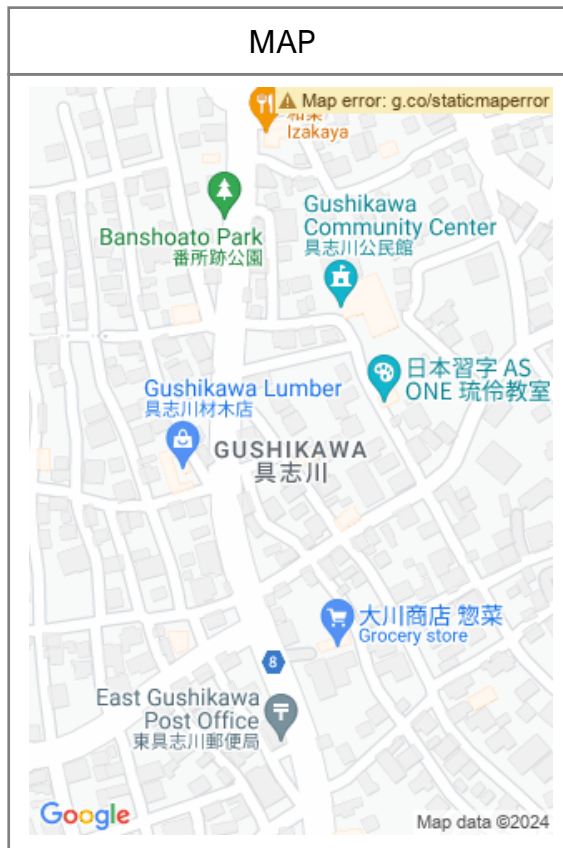 MAP
Map error: g.co/staticmaperror
和栞
Izakaya
Gushikawa
Community Center
具志川公民館
Banshoato Park
番所跡公園
日本習字 AS
ONE 琉伶教室
Gushikawa Lumber
具志川材木店
GUSHIKAWA
具志川
大川商店 惣菜
Grocery store
8
East Gushikawa
Post Office
東具志川郵便局
Google
Map data ©2024